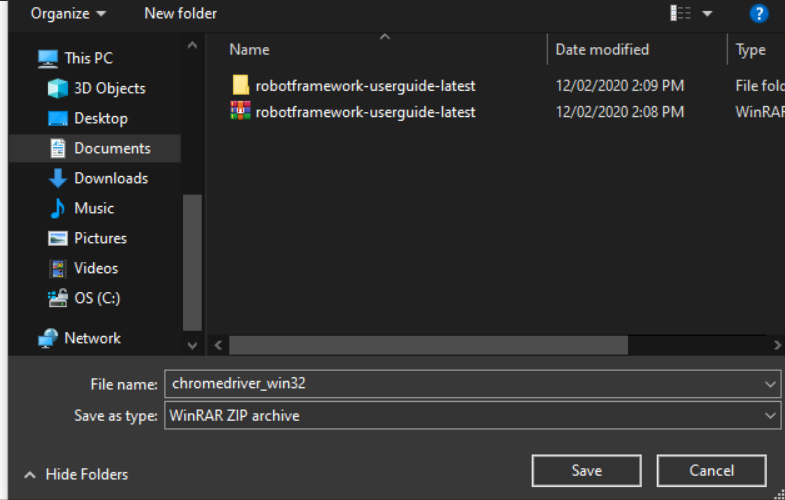 Organize New folder
Name Date modified Type
This PC
3D Objects
Desktop
Documents
Downloads
Music
Pictures
Videos
OS (C:)
Network
robotframework-userguide-latest 12/02/2020 2:09 PM File fold
robotframework-userguide-latest 12/02/2020 2:08 PM WinRAR
File name: chromedriver_win32
Save as type: WinRAR ZIP archive
Hide Folders Save Cancel